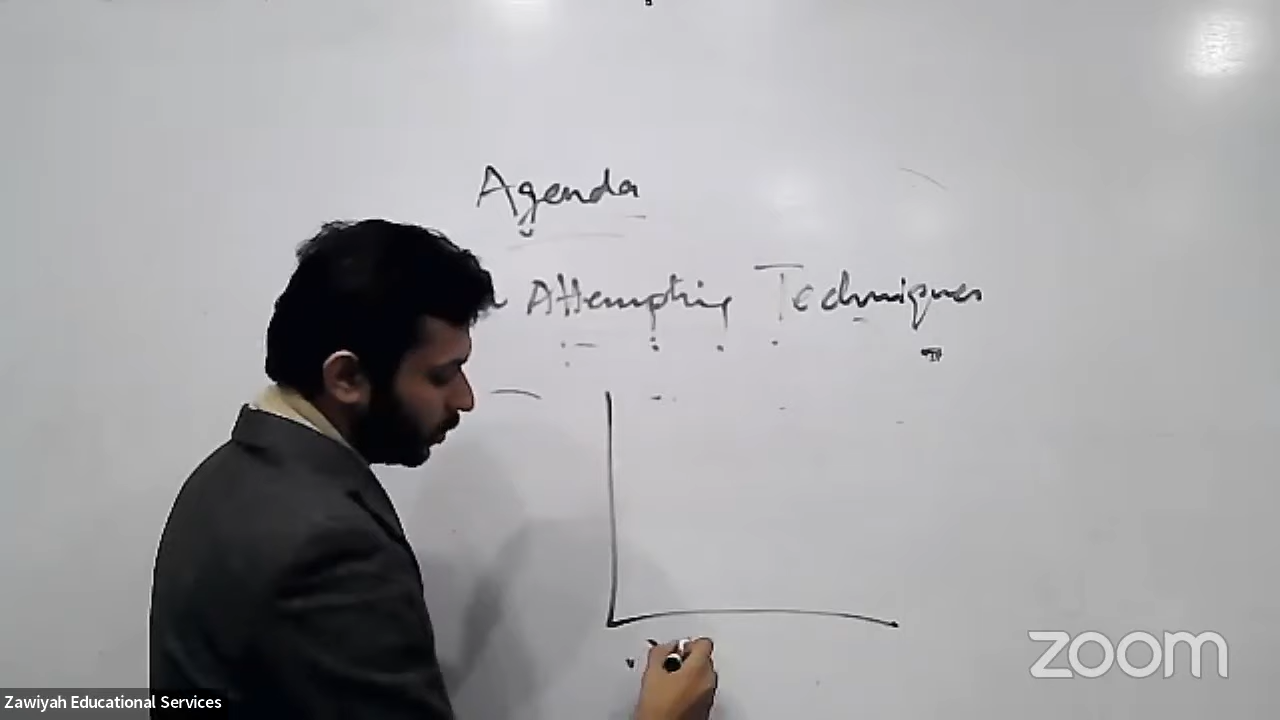 Agenda
Attempting Techniques
zoom
Zawiyah Educational Services